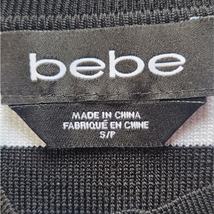 bebe
MADE IN CHINA
FABRIQUÉ EN CHINE
S/P